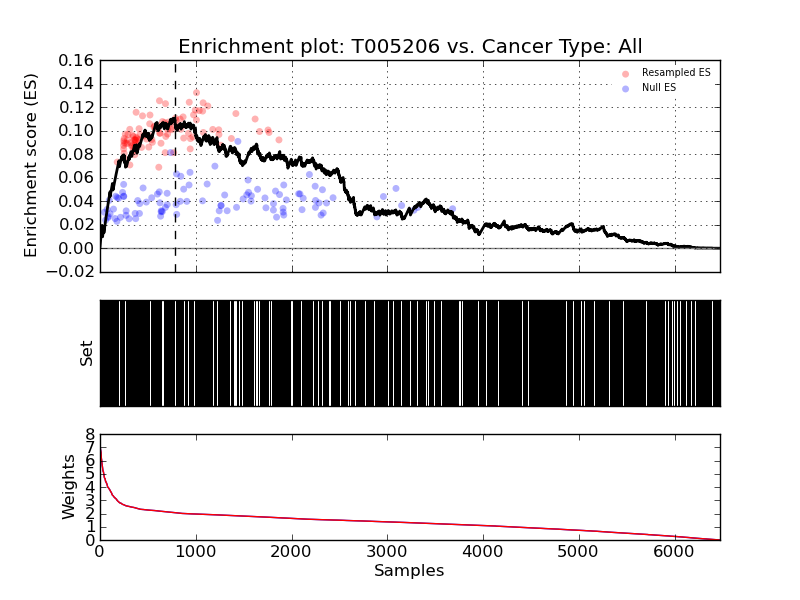 Enrichment plot: T005206 vs. Cancer Type: All
0.16
0.14
0.12
0.10
0.08
0.06
0.04
0.02
0.00
−0.02
Enrichment score (ES)
Resampled ES
Null ES
Set
8
7
6
5
4
3
2
1
0
Weights
0 1000 2000 3000 4000 5000 6000
Samples